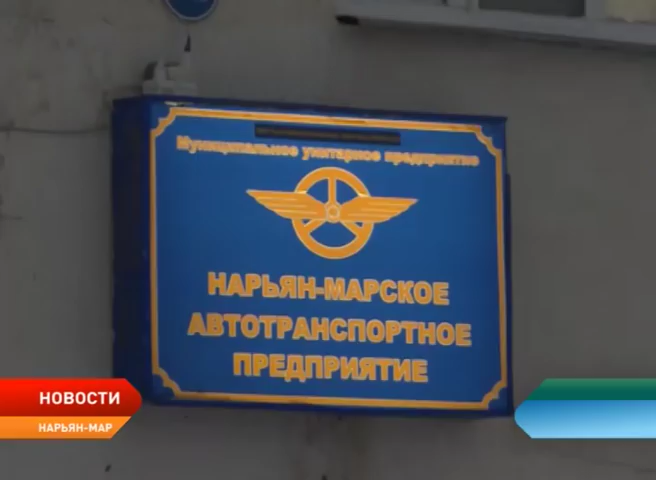 Муниципальное унитарное предприятие
НАРЬЯН-МАРСКОЕ
АВТОТРАНСПОРТНОЕ
ПРЕДПРИЯТИЕ
НОВОСТИ
НАРЬЯН-МАР